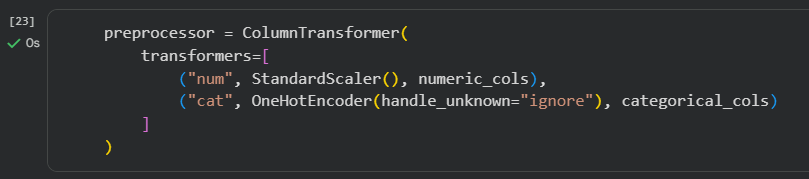 [23]
0s
preprocessor = ColumnTransformer(
    transformers=[
        ("num", StandardScaler(), numeric_cols),
        ("cat", OneHotEncoder(handle_unknown="ignore"), categorical_cols)
    ]
)